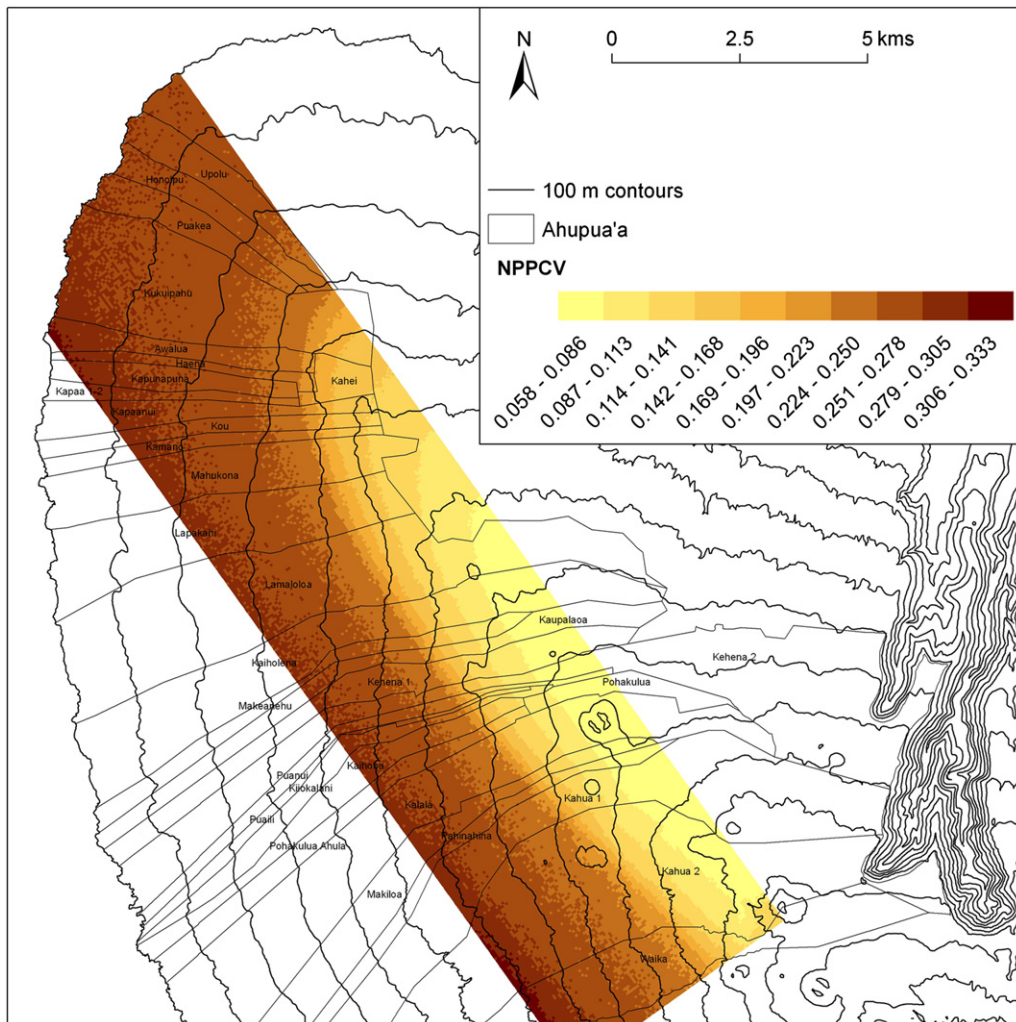 N
0 2.5 5 kms
100 m contours
Ahupua'a
NPPCV
0.058 - 0.086
0.087 - 0.113
0.114 - 0.141
0.142 - 0.168
0.169 - 0.196
0.197 - 0.223
0.224 - 0.250
0.251 - 0.278
0.279 - 0.305
0.306 - 0.333
Upolu
Honoipu
Puakea
Kukuipahu
Awalua
Haena
Kapunapuna
Kahei
Kapaa 1-2
Kapaanui
Kou
Kamano
Mahukona
Lapakahi
Lamaloloa
Kaupalaoa
Kehena 2
Kaiholena
Kehena 1
Pohakulua
Makeanehu
Kaihooa
Puanui
Kiiokalani
Kalala
Kahua 1
Puaili
Pahinahina
Pohakulua Ahula
Kahua 2
Makiloa
Waika